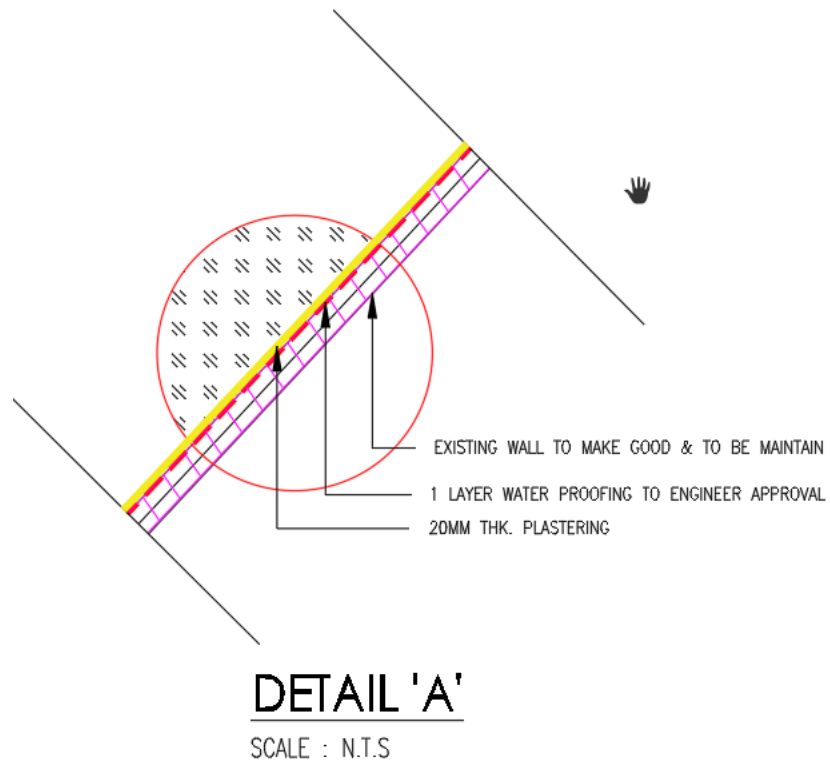 EXISTING WALL TO MAKE GOOD & TO BE MAINTAIN
1 LAYER WATER PROOFING TO ENGINEER APPROVAL
20MM THK. PLASTERING
DETAIL 'A'
SCALE : N.T.S